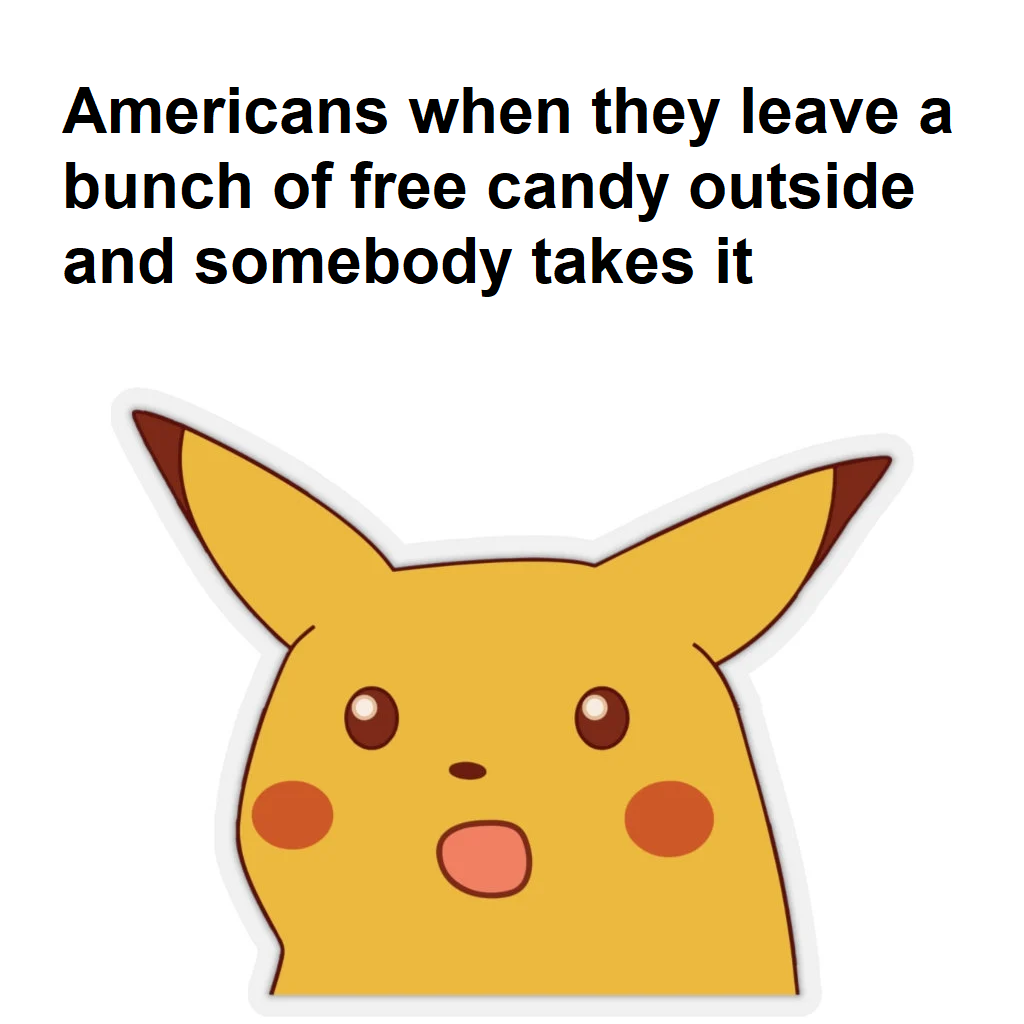 Americans when they leave a
bunch of free candy outside
and somebody takes it